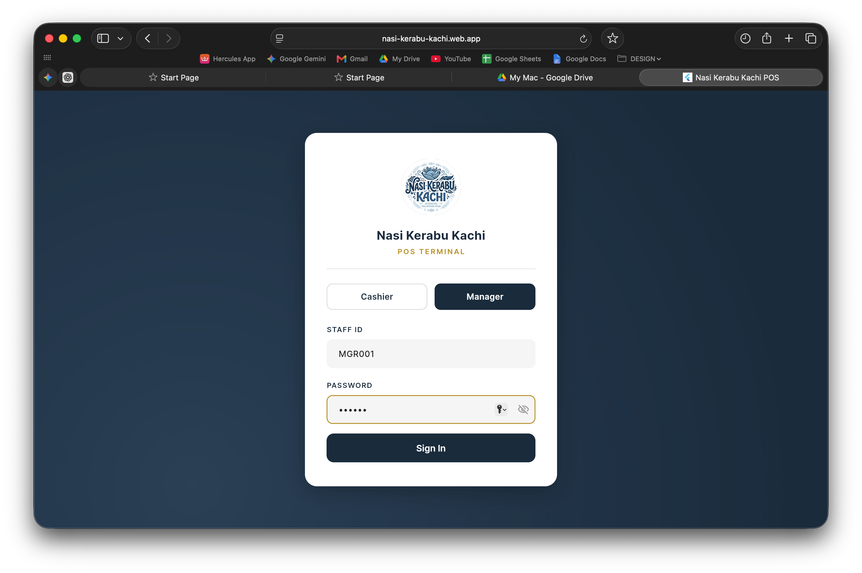 nasi-kerabu-kachi.web.app
Hercules App Google Gemini Gmail My Drive YouTube Google Sheets Google Docs DESIGN
Start Page Start Page My Mac - Google Drive Nasi Kerabu Kachi POS
NASI KERABU
KACHI
Nasi Kerabu Kachi
POS TERMINAL
Cashier Manager
STAFF ID
MGR001
PASSWORD
••••••
Sign In